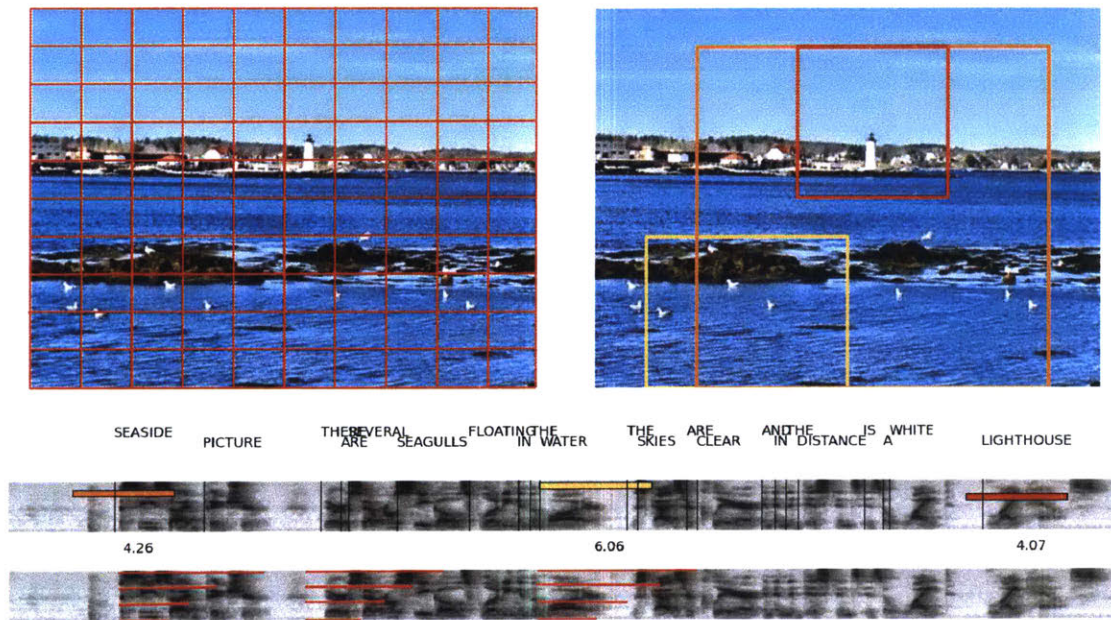 SEASIDE THERE SEVERAL FLOATING THE THE ARE AND THE IS WHITE
PICTURE ARE SEAGULLS IN WATER SKIES CLEAR IN DISTANCE A LIGHTHOUSE
4.26 6.06 4.07